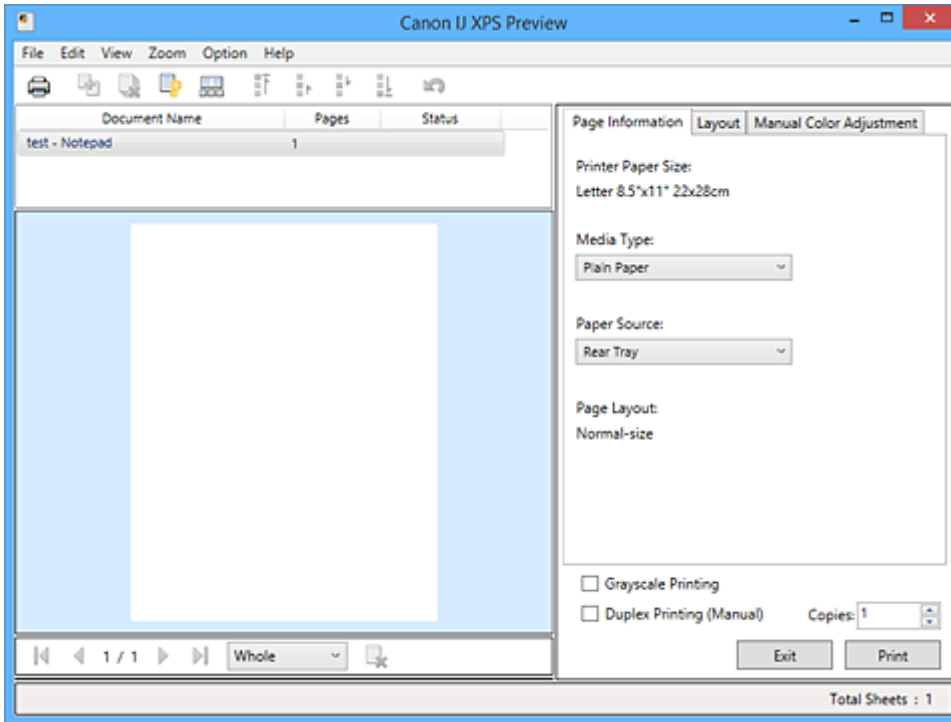 Canon IJ XPS Preview
File Edit View Zoom Option Help
Document Name Pages Status
test - Notepad 1
Page Information Layout Manual Color Adjustment
Printer Paper Size:
Letter 8.5"x11" 22x28cm
Media Type:
Plain Paper
Paper Source:
Rear Tray
Page Layout:
Normal-size
Grayscale Printing
Duplex Printing (Manual) Copies: 1
1 / 1 Whole
Exit Print
Total Sheets : 1